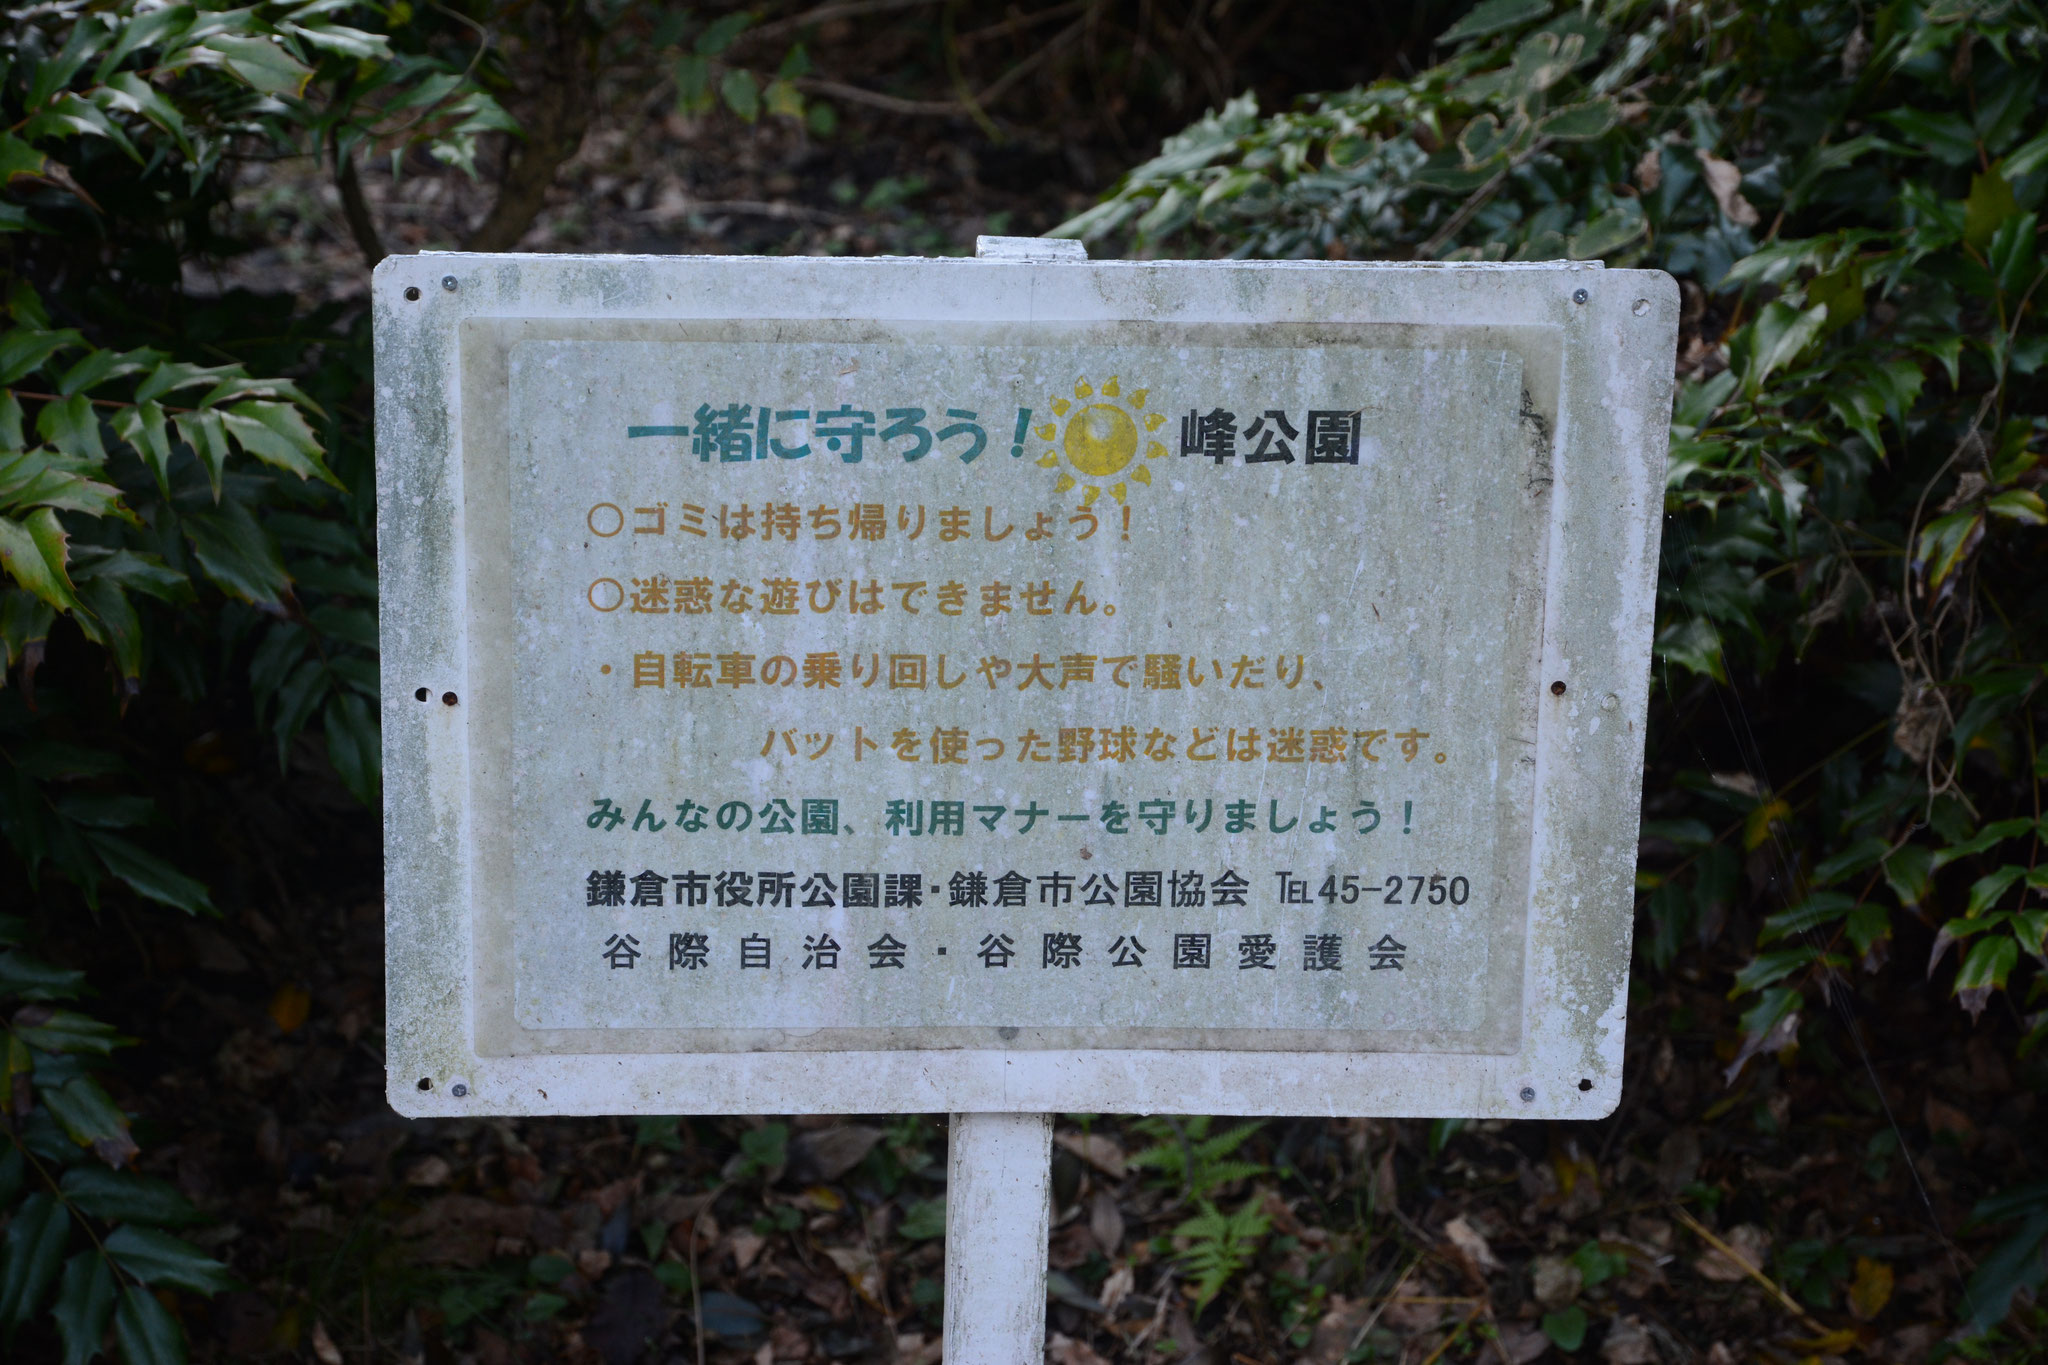 一緒に守ろう！ 峰公園
〇ゴミは持ち帰りましょう！
〇迷惑な遊びはできません。
・自転車の乗り回しや大声で騒いだり、
バットを使った野球などは迷惑です。
みんなの公園、利用マナーを守りましょう！
鎌倉市役所公園課・鎌倉市公園協会 ℡45-2750
谷際自治会・谷際公園愛護会